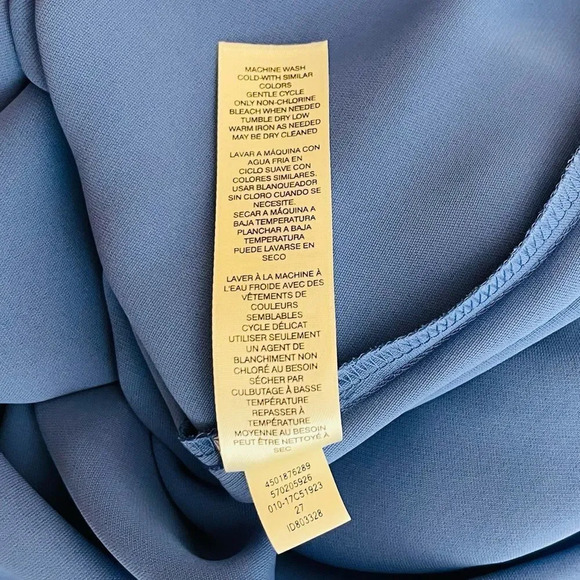 MACHINE WASH
COLD-WITH SIMILAR
COLORS
GENTLE CYCLE
ONLY NON-CHLORINE
BLEACH WHEN NEEDED
TUMBLE DRY LOW
WARM IRON AS NEEDED
MAY BE DRY CLEANED
LAVAR A MÁQUINA CON
AGUA FRIA EN
CICLO SUAVE CON
COLORES SIMILARES.
USAR BLANQUEADOR
SIN CLORO CUANDO SE
NECESITE.
SECAR A MÁQUINA A
BAJA TEMPERATURA
PLANCHAR A BAJA
TEMPERATURA
PUEDE LAVARSE EN
SECO
LAVER À LA MACHINE À
L'EAU FROIDE AVEC DES
VÊTEMENTS DE
COULEURS
SEMBLABLES
CYCLE DÉLICAT
UTILISER SEULEMENT
UN AGENT DE
BLANCHIMENT NON
CHLORÉ AU BESOIN
SÉCHER PAR
CULBUTAGE À BASSE
TEMPÉRATURE
REPASSER À
TEMPÉRATURE
MOYENNE AU BESOIN
PEUT ÊTRE NETTOYÉ À
SEC
4501876289
570205926
010-17C51923
27
ID803328